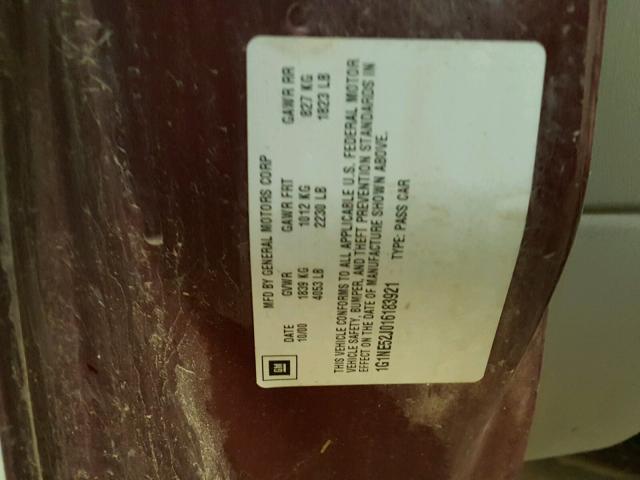 MFD BY GENERAL MOTORS CORP
DATE GVWR GAWR FRT GAWR RR
10/00 1839 KG 1012 KG 827 KG
4053 LB 2230 LB 1823 LB
GM
THIS VEHICLE CONFORMS TO ALL APPLICABLE U.S. FEDERAL MOTOR
VEHICLE SAFETY, BUMPER, AND THEFT PREVENTION STANDARDS IN
EFFECT ON THE DATE OF MANUFACTURE SHOWN ABOVE.
1G1NE52J016183921 TYPE: PASS CAR